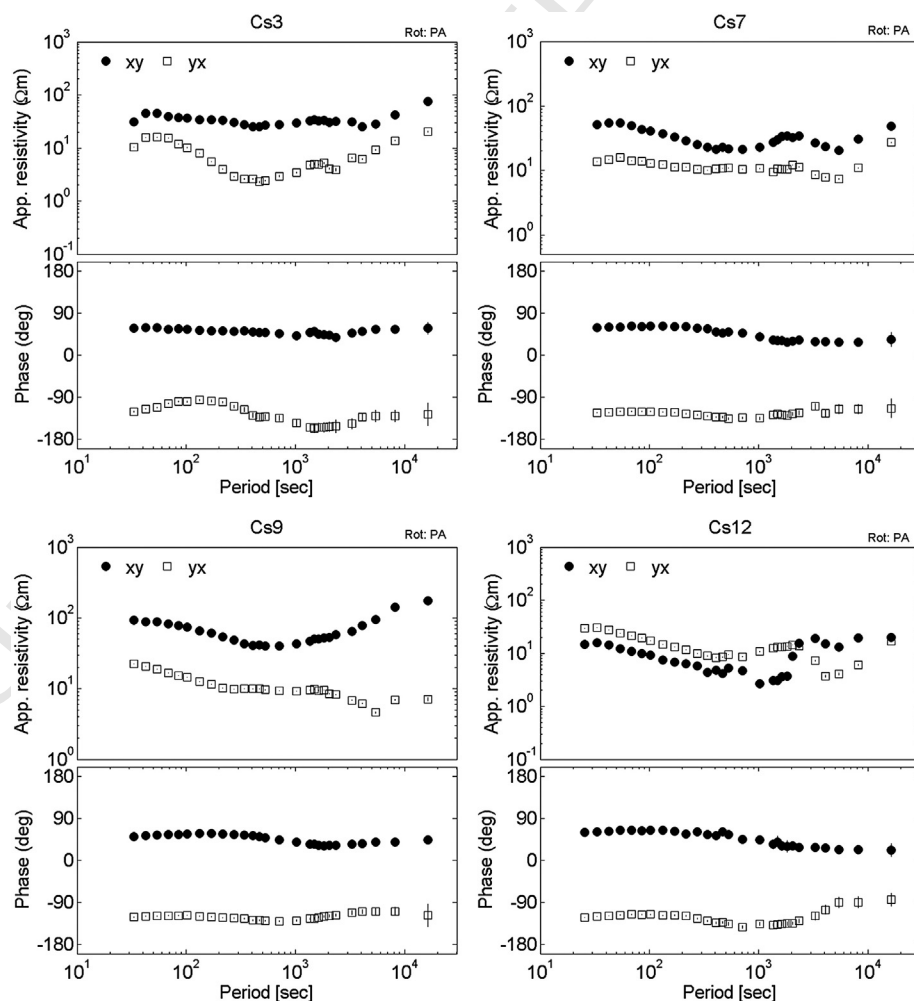 Cs3
Rot: PA
xy yx
App. resistivity (Ωm)
10³
10²
10¹
10⁰
10⁻¹
Phase (deg)
180
90
0
-90
-180
10¹ 10² 10³ 10⁴
Period [sec]
Cs7
Rot: PA
xy yx
App. resistivity (Ωm)
10³
10²
10¹
10⁰
Phase (deg)
180
90
0
-90
-180
10¹ 10² 10³ 10⁴
Period [sec]
Cs9
Rot: PA
xy yx
App. resistivity (Ωm)
10³
10²
10¹
10⁰
Phase (deg)
180
90
0
-90
-180
10¹ 10² 10³ 10⁴
Period [sec]
Cs12
Rot: PA
xy yx
App. resistivity (Ωm)
10³
10²
10¹
10⁰
10⁻¹
Phase (deg)
180
90
0
-90
-180
10¹ 10² 10³ 10⁴
Period [sec]